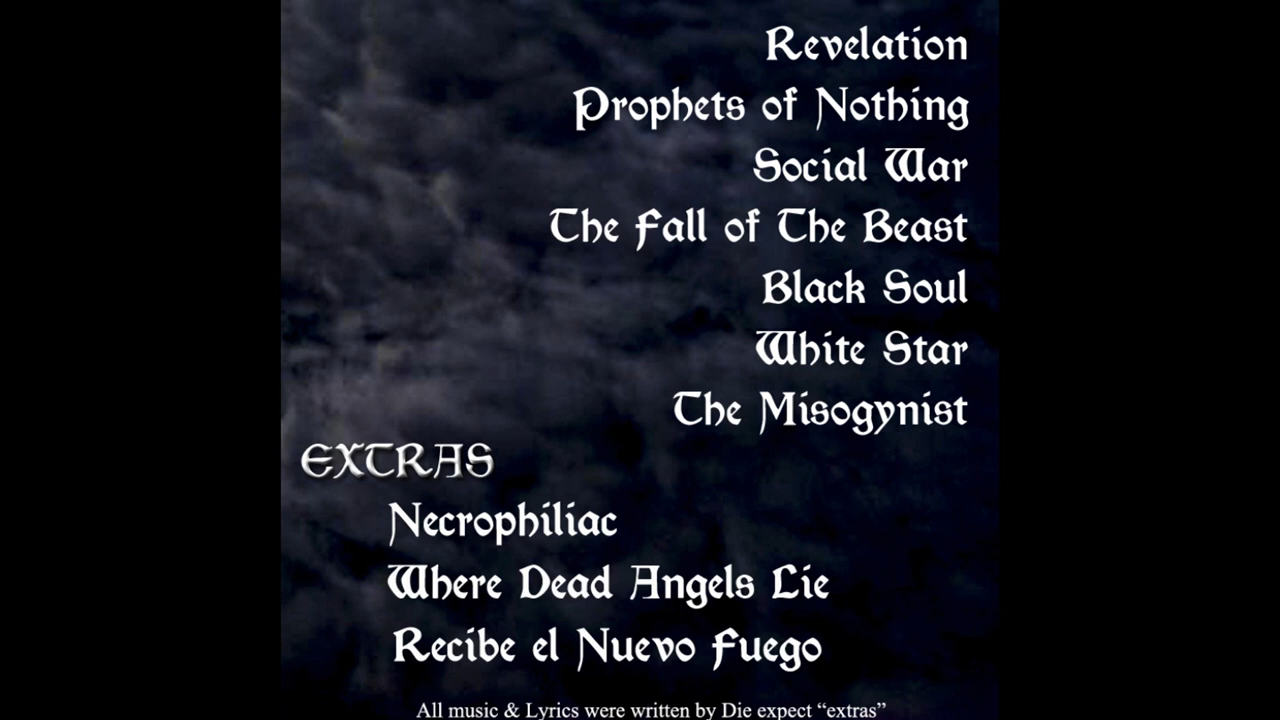 Revelation
Prophets of Nothing
Social War
The Fall of The Beast
Black Soul
White Star
The Misogynist
EXTRAS
Necrophiliac
Where Dead Angels Lie
Recibe el Nuevo Fuego
All music & Lyrics were written by Die expect “extras”